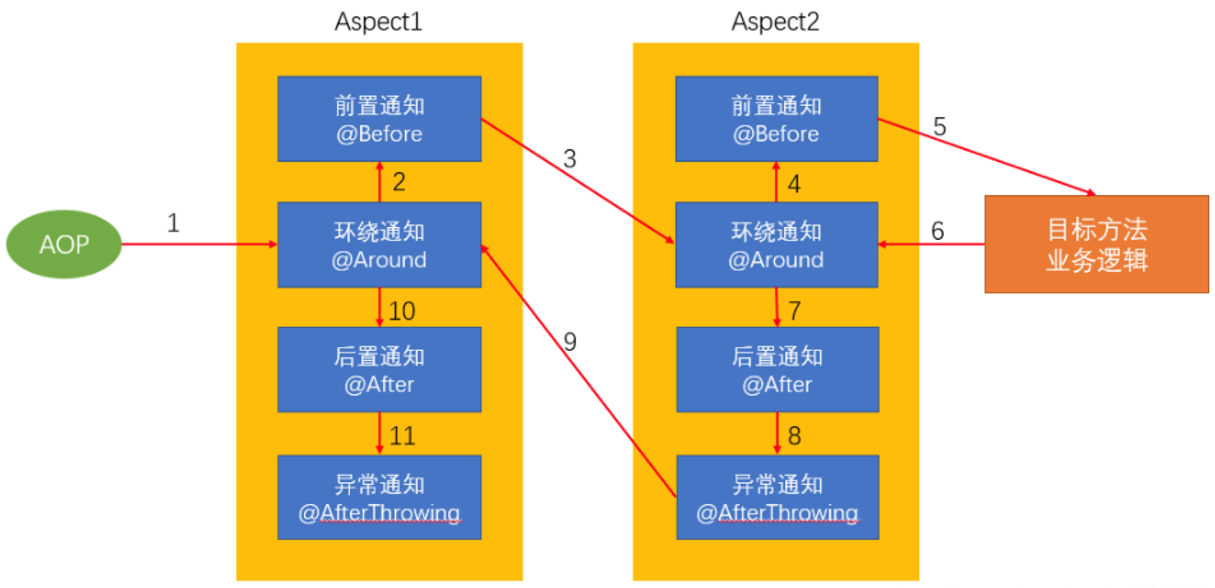 Aspect1
Aspect2
前置通知
@Before
前置通知
@Before
5
3
2
4
1
AOP
环绕通知
@Around
环绕通知
@Around
6
目标方法
业务逻辑
10
7
9
后置通知
@After
后置通知
@After
11
8
异常通知
@AfterThrowing
异常通知
@AfterThrowing